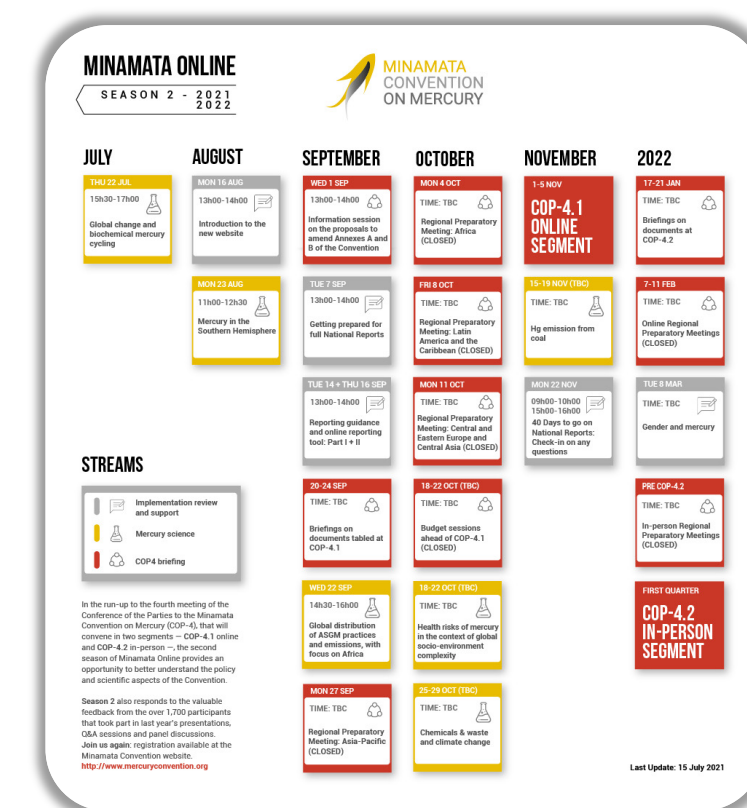 MINAMATA ONLINE
SEASON 2 - 2021
2022
MINAMATA
CONVENTION
ON MERCURY
JULY
THU 22 JUL
15h30-17h00
Global change and
biochemical mercury
cycling
AUGUST
MON 16 AUG
13h00-14h00
Introduction to the
new website
MON 23 AUG
11h00-12h30
Mercury in the
Southern Hemisphere
SEPTEMBER
WED 1 SEP
13h00-14h00
Information session
on the proposals to
amend Annexes A and
B of the Convention
TUE 7 SEP
13h00-14h00
Getting prepared for
full National Reports
TUE 14 + THU 16 SEP
13h00-14h00
Reporting guidance
and online reporting
tool: Part I + II
20-24 SEP
TIME: TBC
Briefings on
documents tabled at
COP-4.1
WED 22 SEP
14h30-16h00
Global distribution
of ASGM practices
and emissions, with
focus on Africa
MON 27 SEP
TIME: TBC
Regional Preparatory
Meeting: Asia-Pacific
(CLOSED)
OCTOBER
MON 4 OCT
TIME: TBC
Regional Preparatory
Meeting: Africa
(CLOSED)
FRI 8 OCT
TIME: TBC
Regional Preparatory
Meeting: Latin
America and the
Caribbean (CLOSED)
MON 11 OCT
TIME: TBC
Regional Preparatory
Meeting: Central and
Eastern Europe and
Central Asia (CLOSED)
18-22 OCT (TBC)
TIME: TBC
Budget sessions
ahead of COP-4.1
(CLOSED)
18-22 OCT (TBC)
TIME: TBC
Health risks of mercury
in the context of global
socio-environment
complexity
25-29 OCT (TBC)
TIME: TBC
Chemicals & waste
and climate change
NOVEMBER
1-5 NOV
COP-4.1
ONLINE
SEGMENT
15-19 NOV (TBC)
TIME: TBC
Hg emission from
coal
MON 22 NOV
09h00-10h00
15h00-16h00
40 Days to go on
National Reports:
Check-in on any
questions
2022
17-21 JAN
TIME: TBC
Briefings on
documents at
COP-4.2
7-11 FEB
TIME: TBC
Online Regional
Preparatory Meetings
(CLOSED)
TUE 8 MAR
TIME: TBC
Gender and mercury
PRE COP-4.2
TIME: TBC
In-person Regional
Preparatory Meetings
(CLOSED)
FIRST QUARTER
COP-4.2
IN-PERSON
SEGMENT
STREAMS
Implementation review
and support
Mercury science
COP4 briefing
In the run-up to the fourth meeting of the
Conference of the Parties to the Minamata
Convention on Mercury (COP-4), that will
convene in two segments — COP-4.1 online
and COP-4.2 in-person —, the second
season of Minamata Online provides an
opportunity to better understand the policy
and scientific aspects of the Convention.
Season 2 also responds to the valuable
feedback from the over 1,700 participants
that took part in last year's presentations,
Q&A sessions and panel discussions.
Join us again: registration available at the
Minamata Convention website.
http://www.mercuryconvention.org
Last Update: 15 July 2021